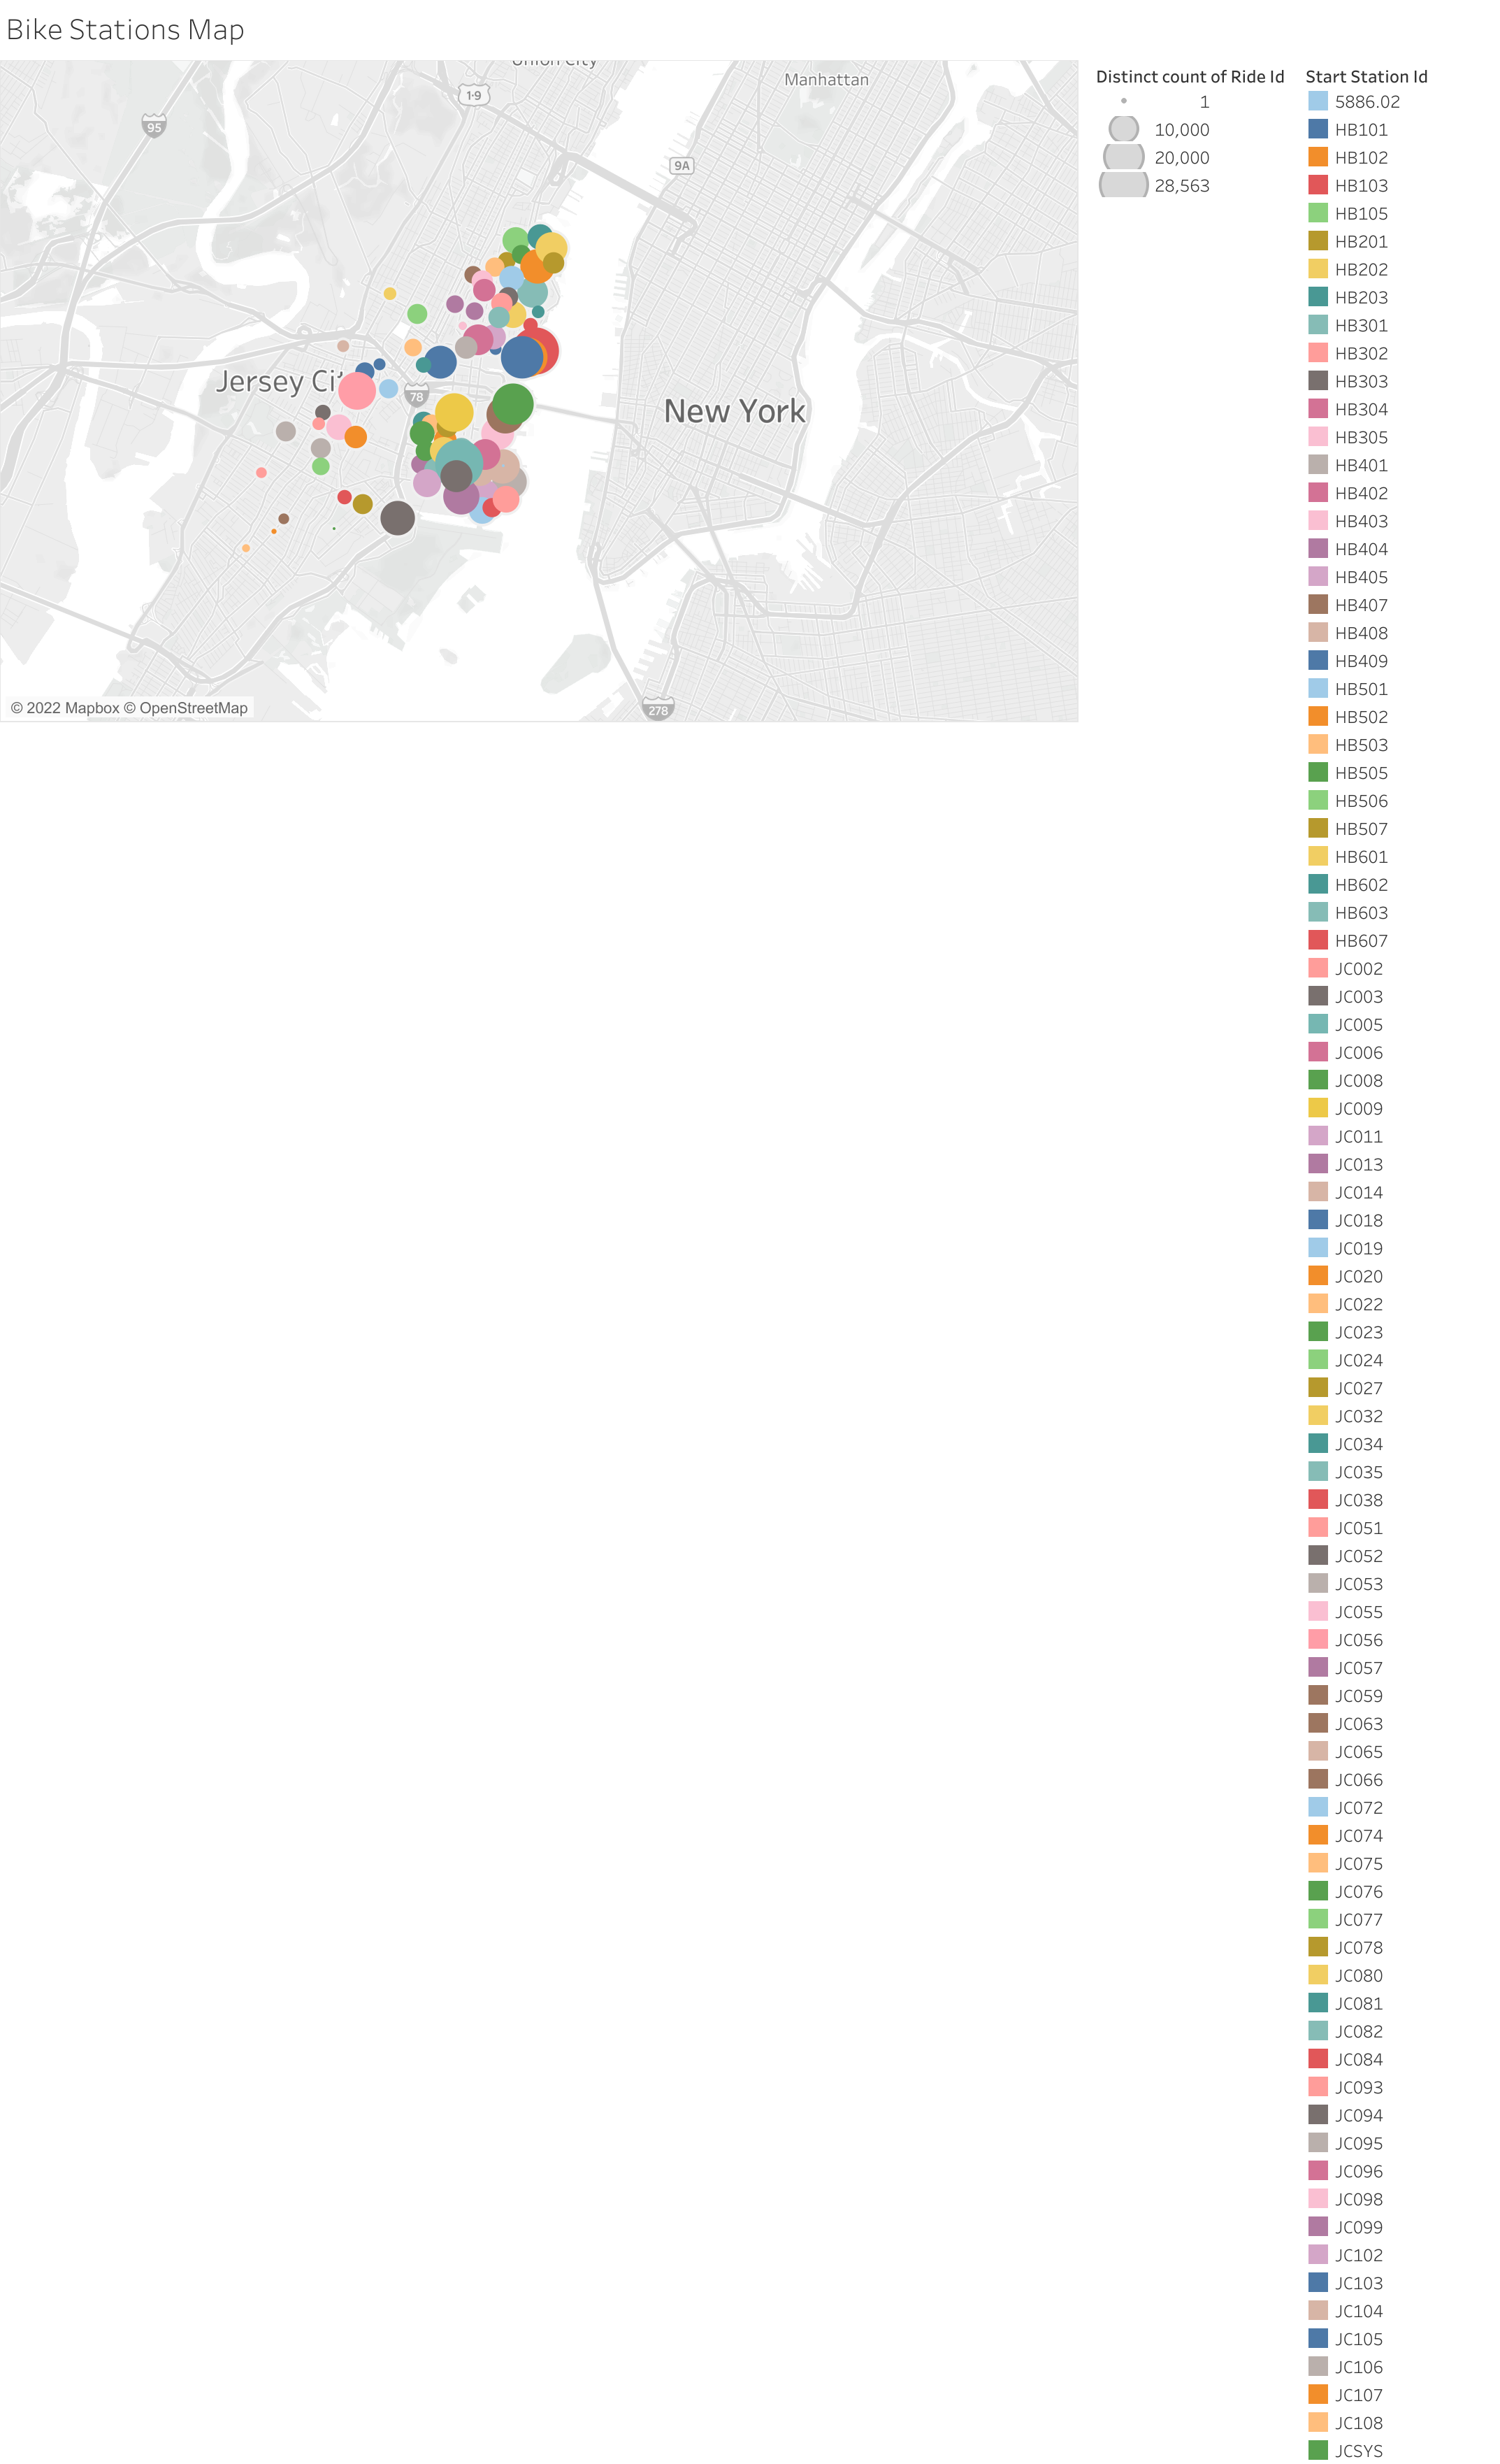 Bike Stations Map
Union City
Manhattan
1·9
95
9A
Jersey Ci
78
New York
278
© 2022 Mapbox © OpenStreetMap
Distinct count of Ride Id
1
10,000
20,000
28,563
Start Station Id
5886.02
HB101
HB102
HB103
HB105
HB201
HB202
HB203
HB301
HB302
HB303
HB304
HB305
HB401
HB402
HB403
HB404
HB405
HB407
HB408
HB409
HB501
HB502
HB503
HB505
HB506
HB507
HB601
HB602
HB603
HB607
JC002
JC003
JC005
JC006
JC008
JC009
JC011
JC013
JC014
JC018
JC019
JC020
JC022
JC023
JC024
JC027
JC032
JC034
JC035
JC038
JC051
JC052
JC053
JC055
JC056
JC057
JC059
JC063
JC065
JC066
JC072
JC074
JC075
JC076
JC077
JC078
JC080
JC081
JC082
JC084
JC093
JC094
JC095
JC096
JC098
JC099
JC102
JC103
JC104
JC105
JC106
JC107
JC108
JCSYS